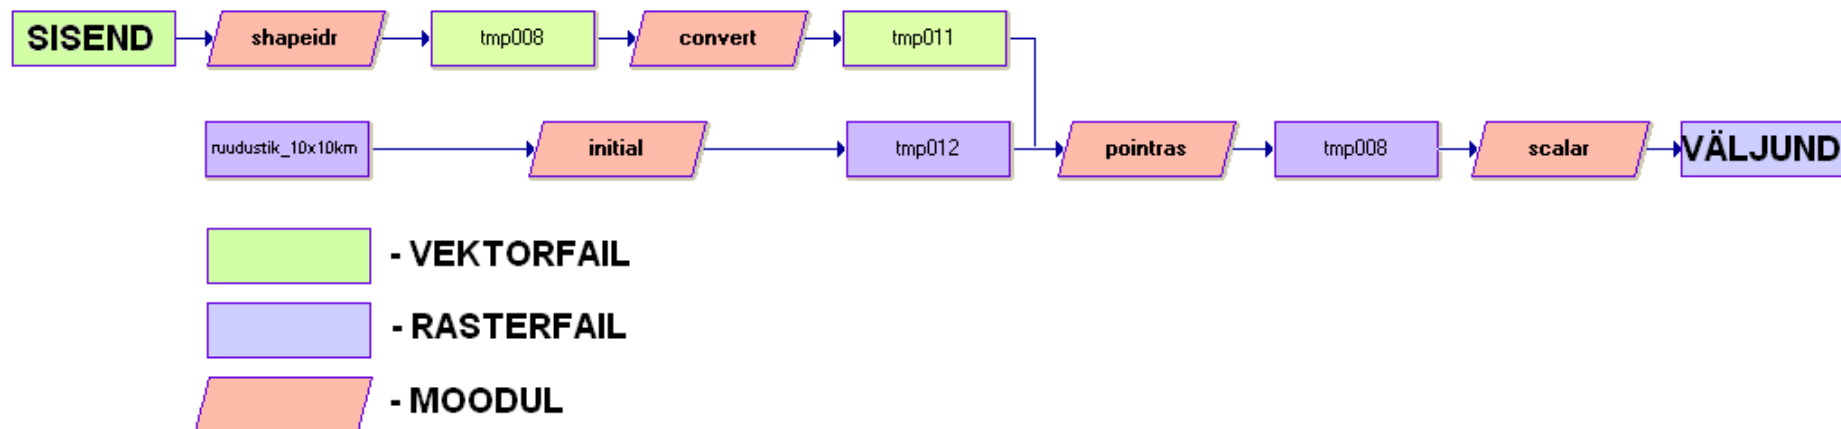 SISEND
shapeidr
tmp008
convert
tmp011
ruudustik_10x10km
initial
tmp012
pointras
tmp008
scalar
VÄLJUND
- VEKTORFAIL
- RASTERFAIL
- MOODUL